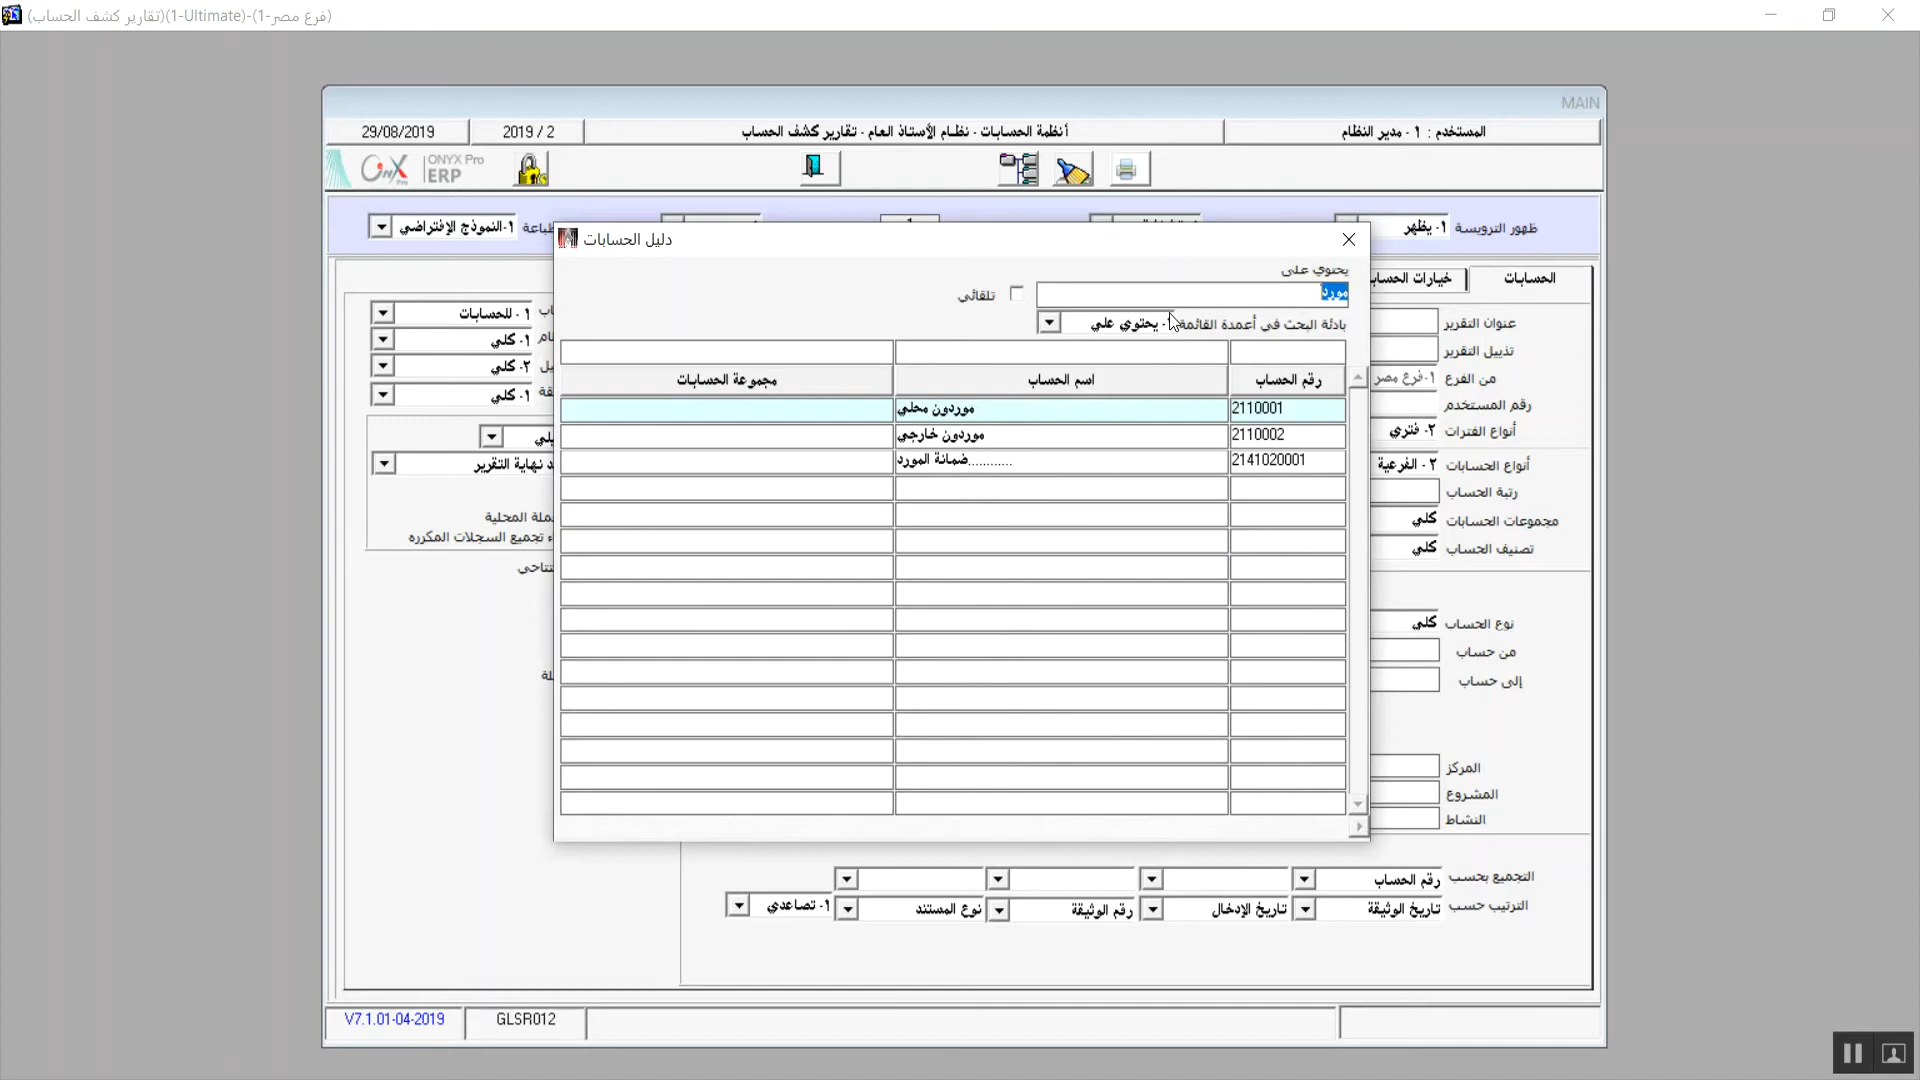 (فرع مصر-1)-(1-Ultimate)(تقارير كشف الحساب)
MAIN
المستخدم : ١ - مدير النظام
أنظمة الحسابات - نظام الأستاذ العام - تقارير كشف الحساب
2019 / 2
29/08/2019
ONYX Pro
ERP
ظهور الترويسة ١- يظهر
١-النموذج الإفتراضي
دليل الحسابات
يحتوي على
مورد
تلقائي
بادئة البحث في أعمدة القائمة
يحتوي علي
رقم الحساب اسم الحساب مجموعة الحسابات
2110001 موردون محلي
2110002 موردون خارجي
2141020001 ضمانة المورد............
الحسابات
خيارات الحساب
عنوان التقرير
تذييل التقرير
من الفرع ١-فرع مصر
رقم المستخدم
أنواع الفترات ٢- فتري
أنواع الحسابات ٢ - الفرعية
رتبة الحساب
مجموعات الحسابات كلي
تصنيف الحساب كلي
نوع الحساب كلي
من حساب
إلى حساب
المركز
المشروع
النشاط
١ - للحسابات
١- كلي
٢- كلي
١- كلي
نهاية التقرير
تجميع السجلات المكرره
التجميع بحسب رقم الحساب
الترتيب حسب تاريخ الوثيقة تاريخ الإدخال رقم الوثيقة نوع المستند ١- تصاعدي
V7.1.01-04-2019
GLSR012